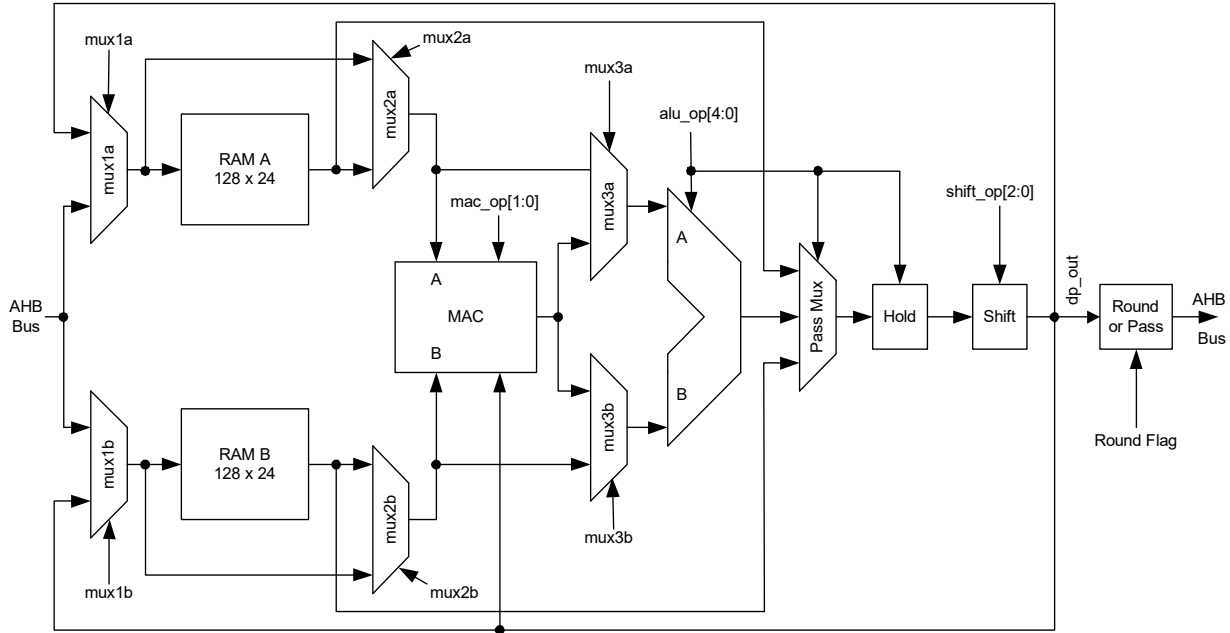 mux1a
mux2a
mux3a
alu_op[4:0]
shift_op[2:0]
mac_op[1:0]
mux1a
RAM A
128 x 24
mux2a
mux3a
A
A
MAC
B
AHB
Bus
Pass Mux
Hold
Shift
dp_out
Round
or Pass
AHB
Bus
B
mux1b
RAM B
128 x 24
mux2b
mux3b
Round Flag
mux3b
mux1b
mux2b